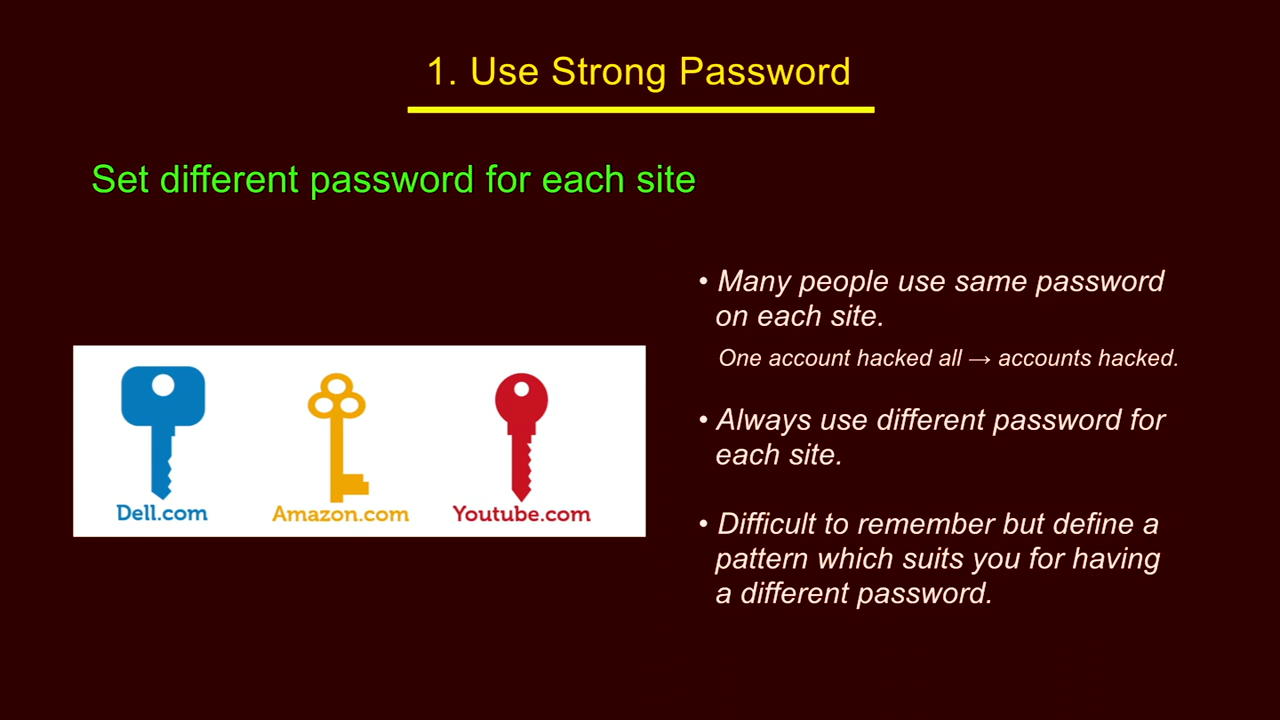 1. Use Strong Password
Set different password for each site
• Many people use same password
on each site.
One account hacked all → accounts hacked.
• Always use different password for
each site.
• Difficult to remember but define a
pattern which suits you for having
a different password.
Dell.com
Amazon.com
Youtube.com